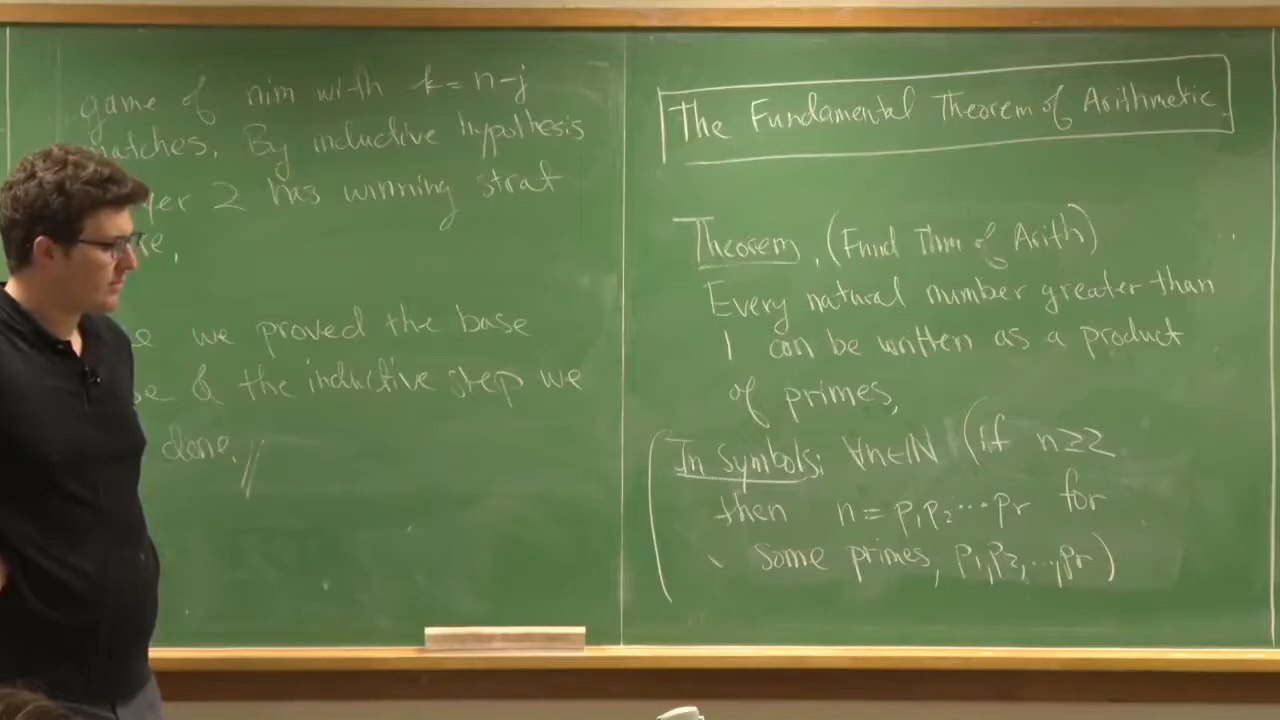 game of nim with k = n-j
matches. By inductive hypothesis
2 has winning strat
we proved the base
& the inductive step we
done. //
The Fundamental Theorem of Arithmetic.
Theorem. (Fund Thm of Arith)
Every natural number greater than
1 can be written as a product
of primes.
(In Symbols: ∀n∈ℕ (if n≥2
then n = p₁p₂⋯pᵣ for
some primes, p₁,p₂,...,pᵣ)